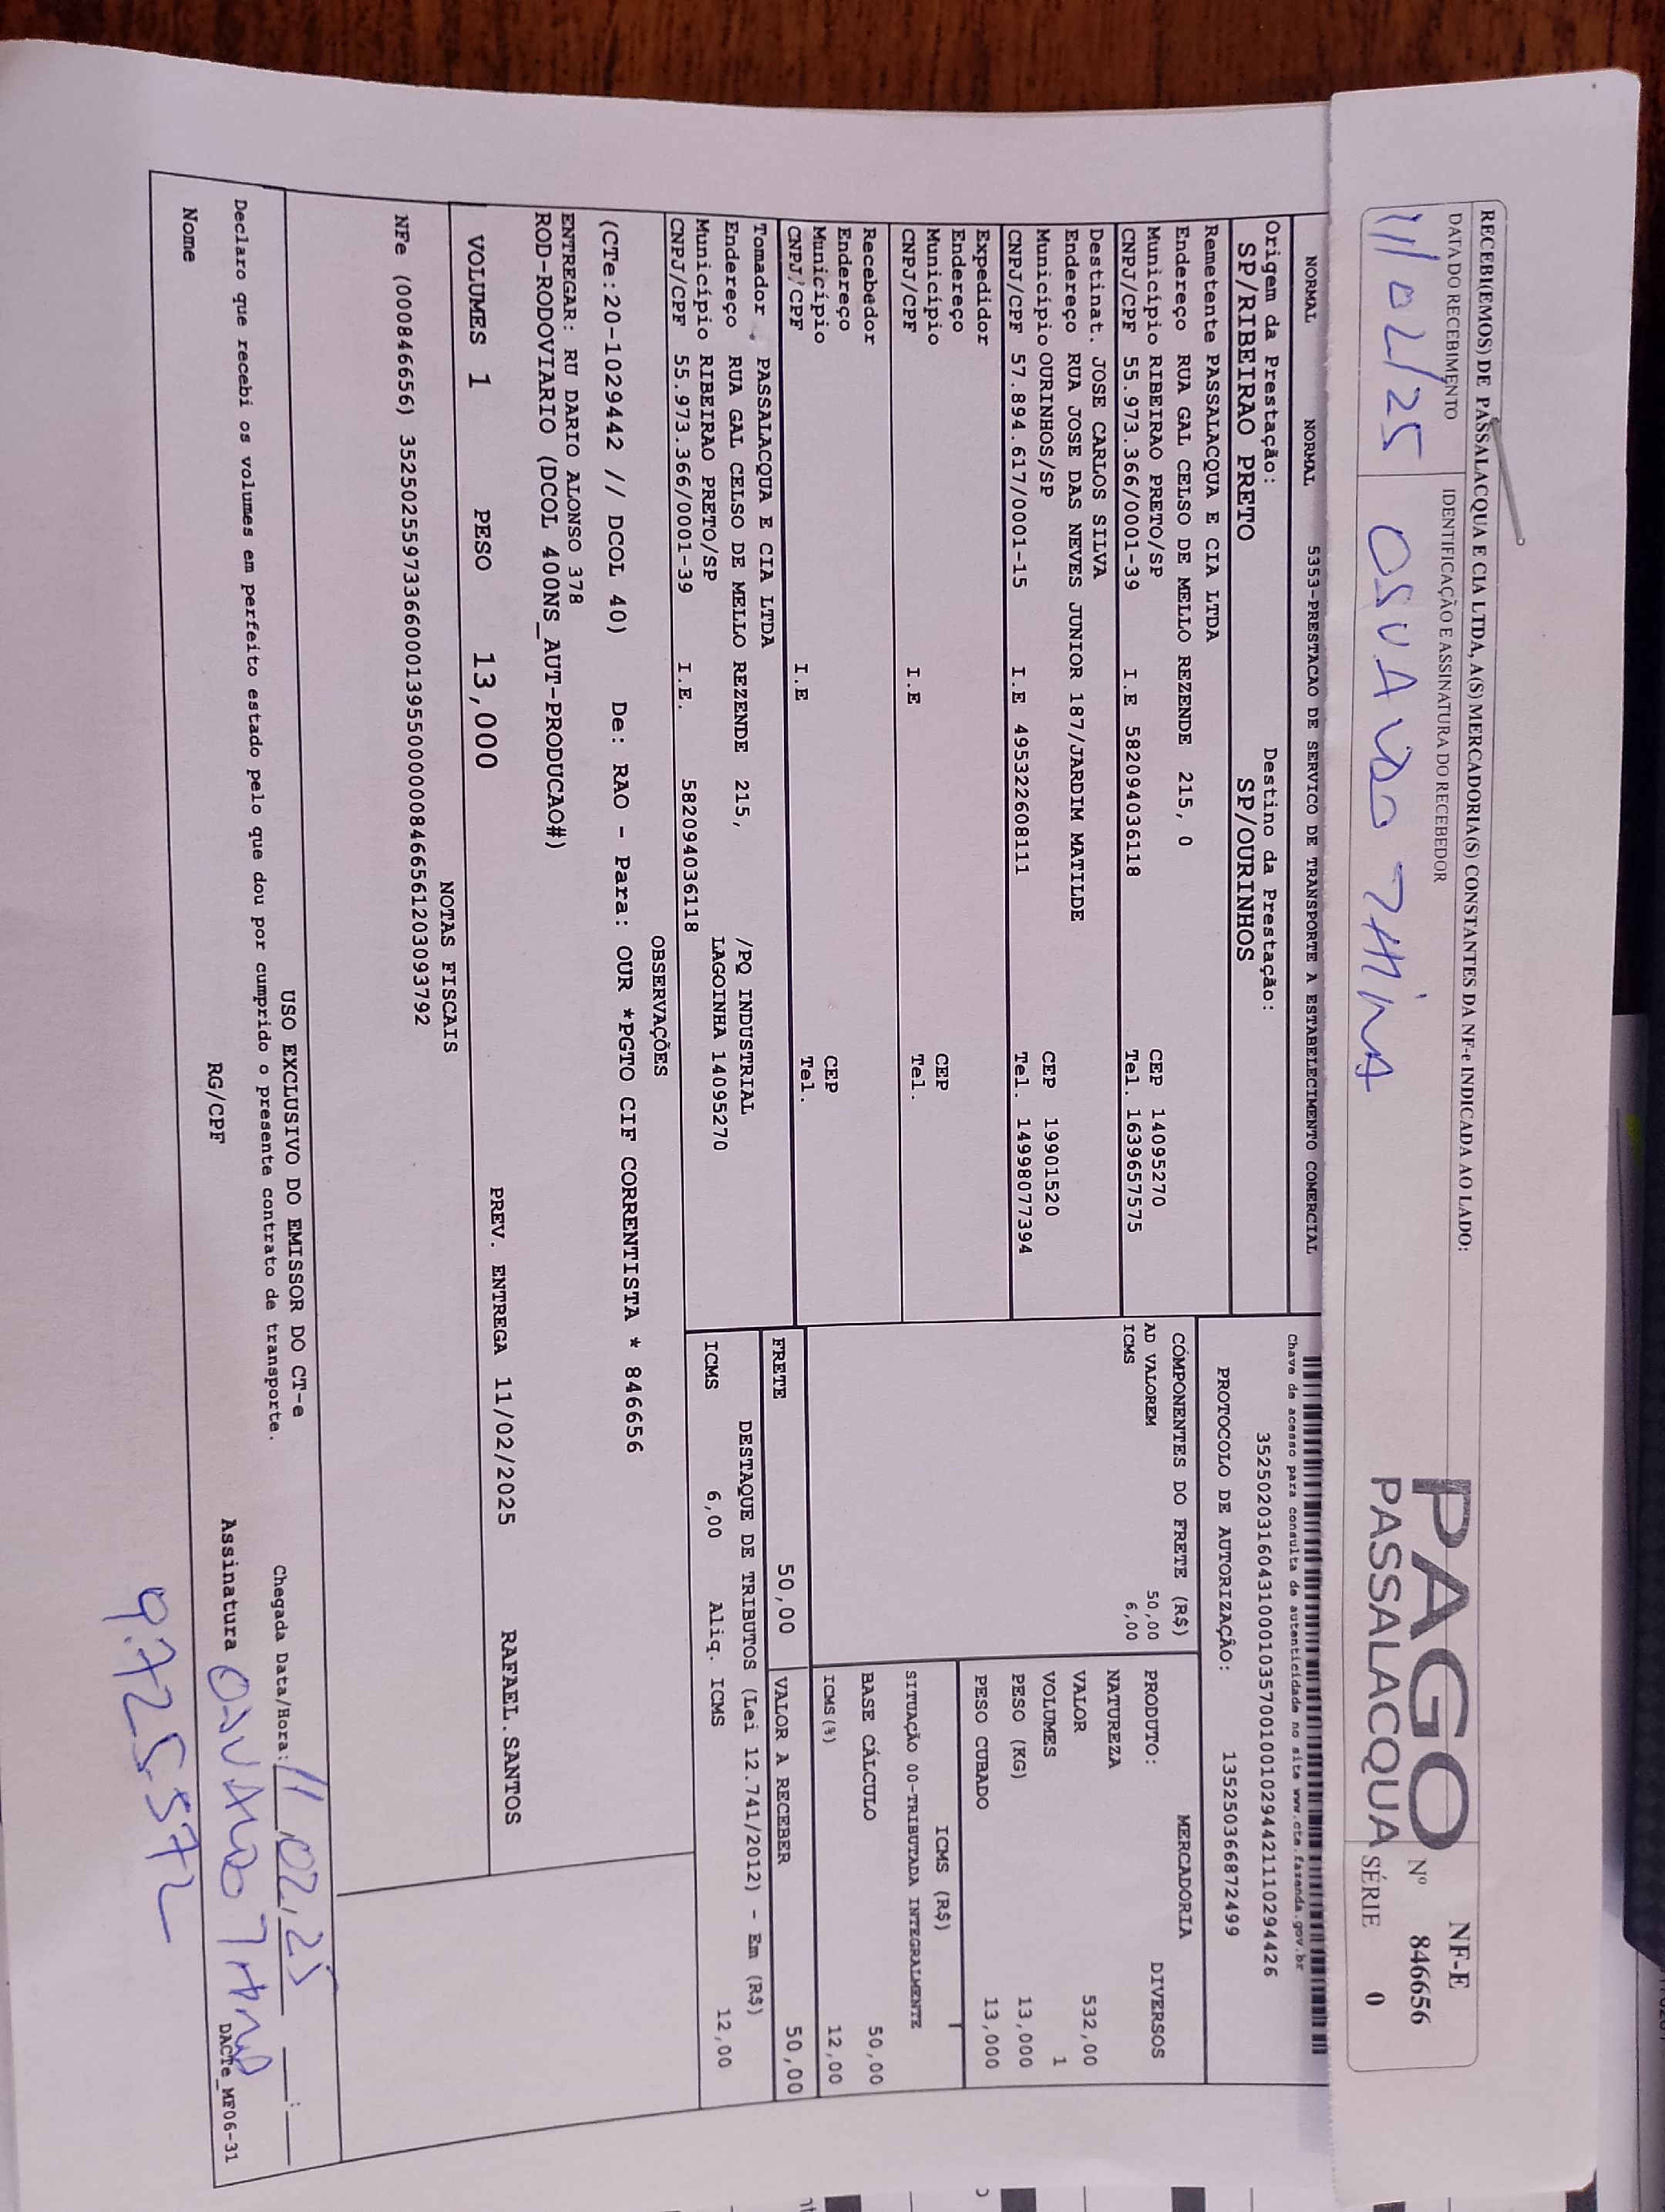 RECEBI(EMOS) DE PASSALACQUA E CIA LTDA, A(S) MERCADORIA(S) CONSTANTES DA NF-e INDICADA AO LADO:
DATA DO RECEBIMENTO
11/02/25
IDENTIFICAÇÃO E ASSINATURA DO RECEBEDOR
PAGO
PASSALACQUA
NF-E
Nº 846656
SÉRIE 0
NORMAL NORMAL 5353-PRESTACAO DE SERVICO DE TRANSPORTE A ESTABELECIMENTO COMERCIAL
Origem da Prestação:
SP/RIBEIRAO PRETO
Destino da Prestação:
SP/OURINHOS
Chave de acesso para consulta de autenticidade no site www.cte.fazenda.gov.br
PROTOCOLO DE AUTORIZAÇÃO: 135250366872499
Remetente PASSALACQUA E CIA LTDA
Endereço RUA GAL CELSO DE MELLO REZENDE 215, 0
Município RIBEIRAO PRETO/SP CEP 14095270
CNPJ/CPF 55.973.366/0001-39 I.E 582094036118 Tel. 1639657575
Destinat. JOSE CARLOS SILVA
Endereço RUA JOSE DAS NEVES JUNIOR 187/JARDIM MATILDE
Município OURINHOS/SP CEP 19901520
CNPJ/CPF 57.894.617/0001-15 I.E 495322608111 Tel. 14998077394
Expedidor
Endereço
Município CEP
CNPJ/CPF I.E Tel.
Recebedor
Endereço
Município CEP
CNPJ/CPF I.E Tel.
Tomador PASSALACQUA E CIA LTDA
Endereço RUA GAL CELSO DE MELLO REZENDE 215, /PQ INDUSTRIAL
Município RIBEIRAO PRETO/SP LAGOINHA 14095270
CNPJ/CPF 55.973.366/0001-39 I.E. 582094036118
COMPONENTES DO FRETE (R$)
AD VALOREM 50,00
ICMS 6,00
MERCADORIA
PRODUTO: DIVERSOS
NATUREZA
VALOR 532,00
VOLUMES 1
PESO (KG) 13,000
PESO CUBADO 13,000
ICMS (R$)
SITUAÇÃO 00-TRIBUTADA INTEGRALMENTE
BASE CÁLCULO 50,00
ICMS(%) 12,00
FRETE 50,00
VALOR A RECEBER 50,00
DESTAQUE DE TRIBUTOS (Lei 12.741/2012) - Em (R$)
ICMS 6,00 Aliq. ICMS 12,00
OBSERVAÇÕES
(CTe:20-1029442 // DCOL 40) De: RAO - Para: OUR *PGTO CIF CORRENTISTA * 846656
ENTREGAR: RU DARIO ALONSO 378
ROD-RODOVIARIO (DCOL 400NS_AUT-PRODUCAO#)
VOLUMES 1 PESO 13,000 PREV. ENTREGA 11/02/2025 RAFAEL.SANTOS
NOTAS FISCAIS
NFe (000846656) 35250255973366000139550000008466561203093792
USO EXCLUSIVO DO EMISSOR DO CT-e
Declaro que recebi os volumes em perfeito estado pelo que dou por cumprido o presente contrato de transporte.
Chegada Data/Hora: 11/02/25
Nome RG/CPF Assinatura
9.725.572
DACTe_MF06-31